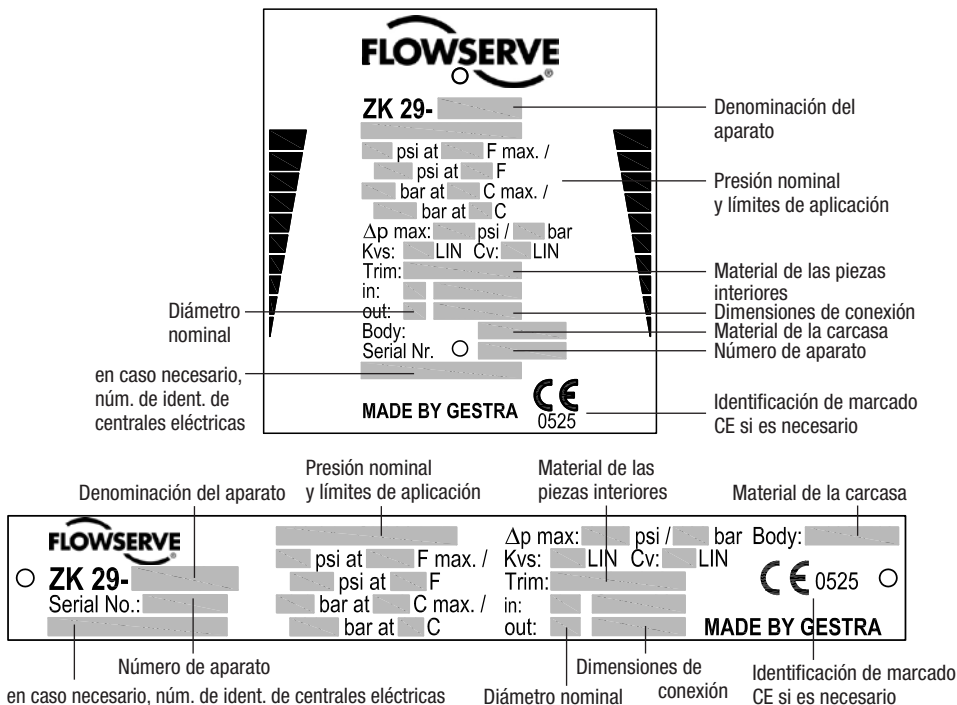 FLOWSERVE
®
ZK 29-
psi at F max. /
psi at F
bar at C max. /
bar at C
Δp max: psi / bar
Kvs: LIN Cv: LIN
Trim:
in:
out:
Body:
Serial Nr.
MADE BY GESTRA CE
0525
Denominación del
aparato
Presión nominal
y límites de aplicación
Material de las piezas
interiores
Dimensiones de conexión
Material de la carcasa
Número de aparato
Identificación de marcado
CE si es necesario
Diámetro
nominal
en caso necesario,
núm. de ident. de
centrales eléctricas
Denominación del aparato
Presión nominal
y límites de aplicación
Material de las
piezas interiores
Material de la carcasa
FLOWSERVE
ZK 29-
Serial No.:
psi at F max. /
psi at F
bar at C max. /
bar at C
Δp max: psi / bar Body:
Kvs: LIN Cv: LIN
Trim:
in:
out:
CE 0525
MADE BY GESTRA
Número de aparato
en caso necesario, núm. de ident. de centrales eléctricas
Diámetro nominal
Dimensiones de
conexión
Identificación de marcado
CE si es necesario